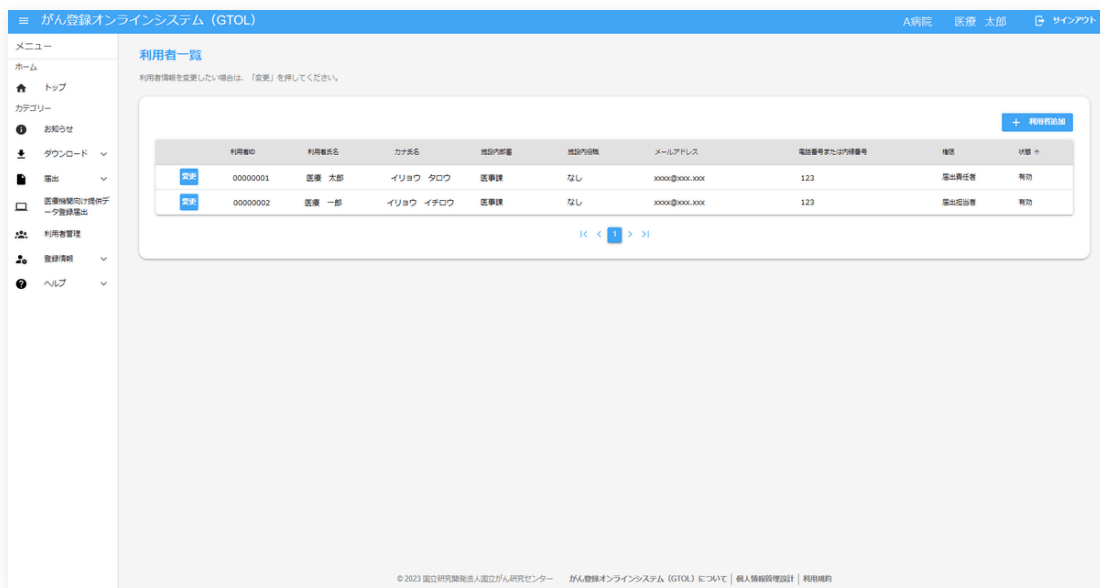 がん登録オンラインシステム（GTOL） A病院 医療 太郎 サインアウト
メニュー
ホーム
トップ
カテゴリー
お知らせ
ダウンロード
届出
医療機関向け提供デ
ータ登録届出
利用者管理
登録情報
ヘルプ
利用者一覧
利用者情報を変更したい場合は、「変更」を押してください。
＋ 利用者追加
利用者ID 利用者氏名 カナ氏名 施設内部署 施設内役職 メールアドレス 電話番号または内線番号 権限 状態 ↑
変更 00000001 医療 太郎 イリョウ タロウ 医事課 なし xxxx@xxx.xxx 123 届出責任者 有効
変更 00000002 医療 一郎 イリョウ イチロウ 医事課 なし xxxx@xxx.xxx 123 届出担当者 有効
1
© 2023 国立研究開発法人国立がん研究センター がん登録オンラインシステム（GTOL）について | 個人情報管理設計 | 利用規約